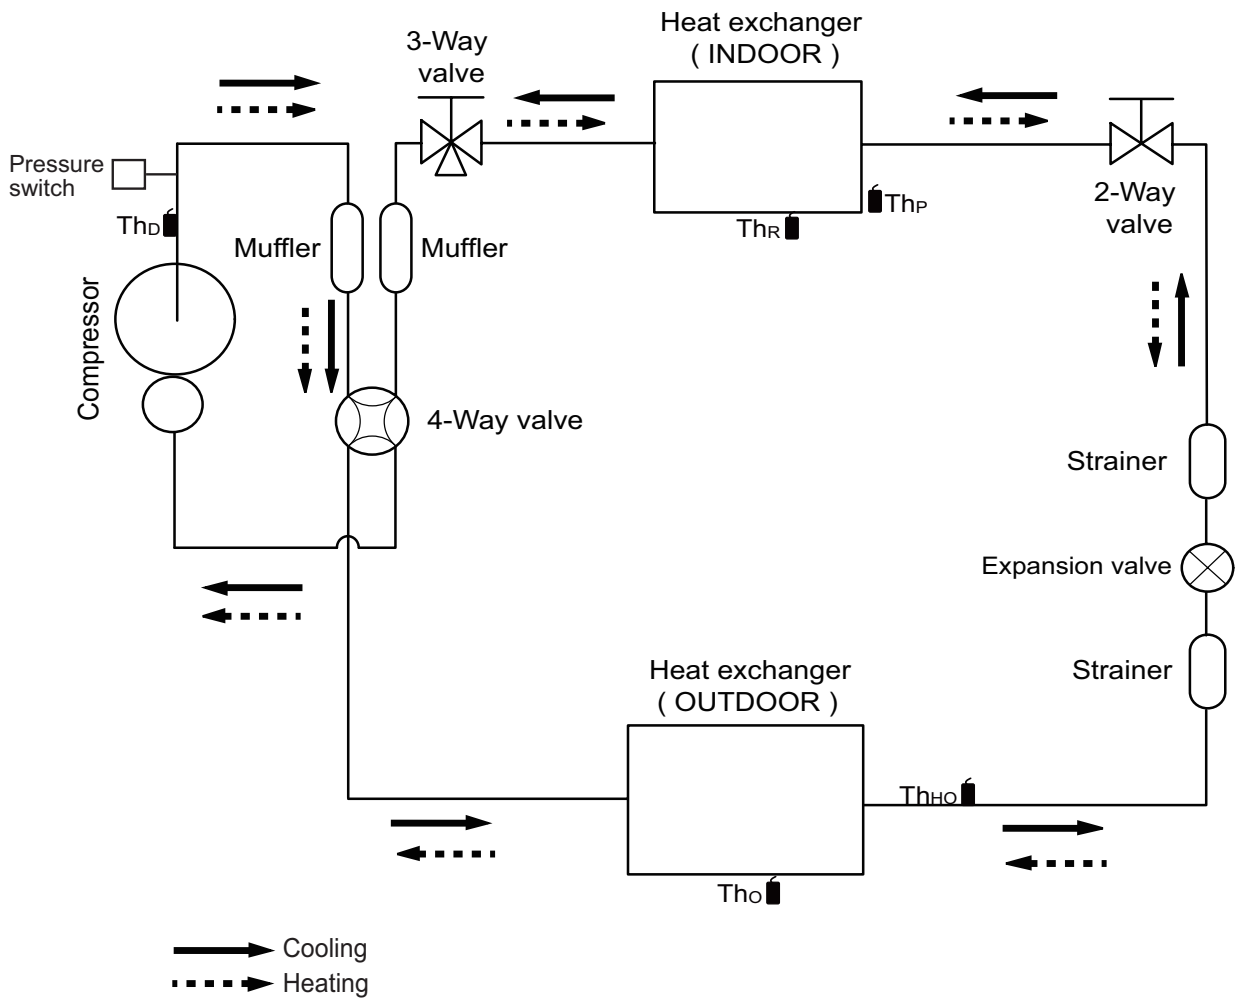 Heat exchanger
( INDOOR )
3-Way
valve
Pressure
switch
ThD
Muffler
Muffler
ThR
ThP
2-Way
valve
Compressor
4-Way valve
Strainer
Expansion valve
Strainer
Heat exchanger
( OUTDOOR )
ThHO
ThO
Cooling
Heating